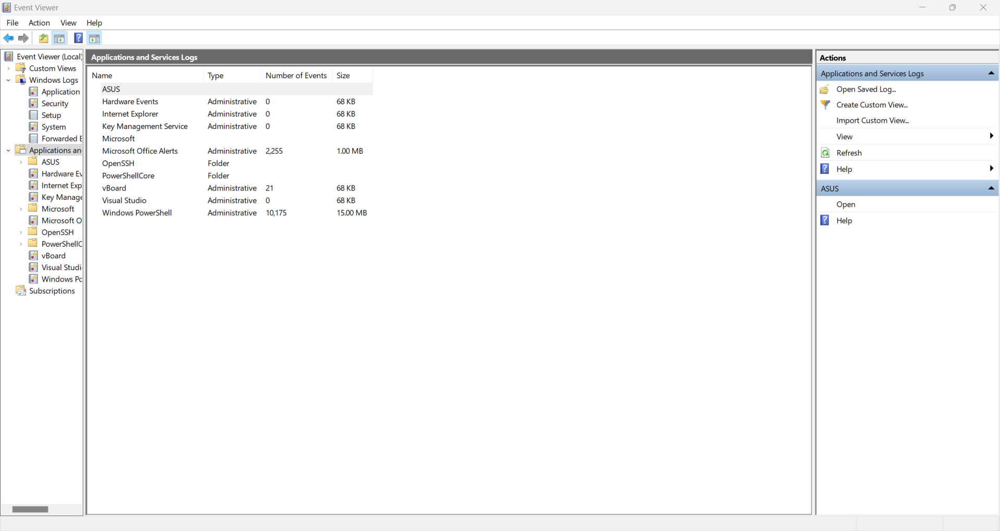 Event Viewer
File Action View Help
Event Viewer (Local)
Custom Views
Windows Logs
Application
Security
Setup
System
Forwarded E
Applications an
ASUS
Hardware Ev
Internet Exp
Key Manage
Microsoft
Microsoft O
OpenSSH
PowerShellC
vBoard
Visual Studi
Windows Po
Subscriptions
Applications and Services Logs
Name Type Number of Events Size
ASUS
Hardware Events Administrative 0 68 KB
Internet Explorer Administrative 0 68 KB
Key Management Service Administrative 0 68 KB
Microsoft
Microsoft Office Alerts Administrative 2,255 1.00 MB
OpenSSH Folder
PowerShellCore Folder
vBoard Administrative 21 68 KB
Visual Studio Administrative 0 68 KB
Windows PowerShell Administrative 10,175 15.00 MB
Actions
Applications and Services Logs
Open Saved Log...
Create Custom View...
Import Custom View...
View
Refresh
Help
ASUS
Open
Help